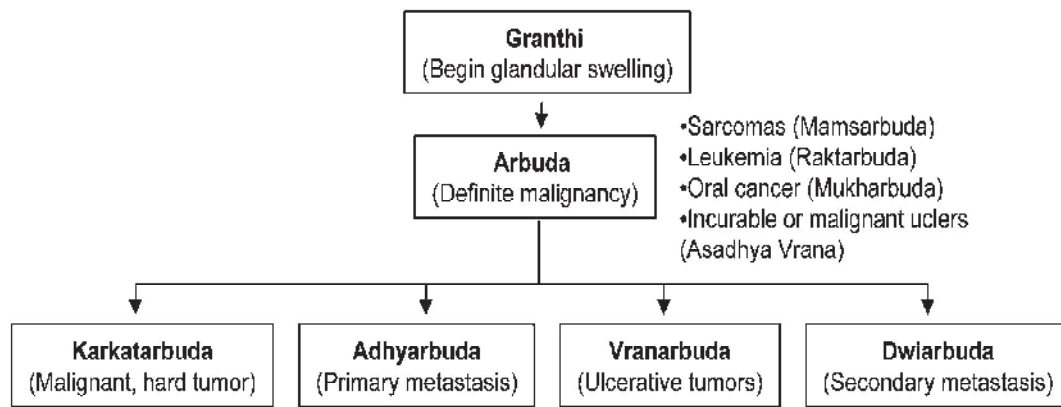 Granthi
(Begin glandular swelling)
Arbuda
(Definite malignancy)
•Sarcomas (Mamsarbuda)
•Leukemia (Raktarbuda)
•Oral cancer (Mukharbuda)
•Incurable or malignant uclers
(Asadhya Vrana)
Karkatarbuda
(Malignant, hard tumor)
Adhyarbuda
(Primary metastasis)
Vranarbuda
(Ulcerative tumors)
Dwiarbuda
(Secondary metastasis)